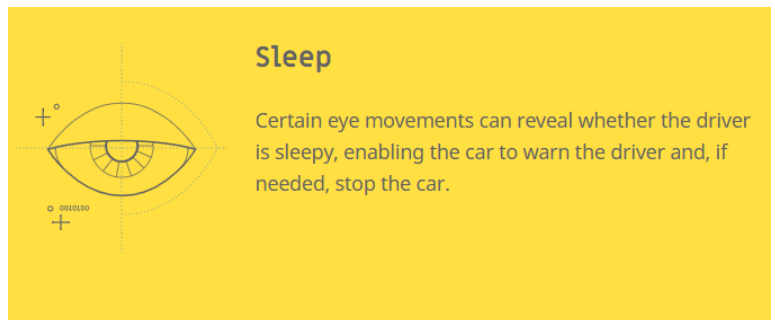 Sleep
Certain eye movements can reveal whether the driver
is sleepy, enabling the car to warn the driver and, if
needed, stop the car.
0010100